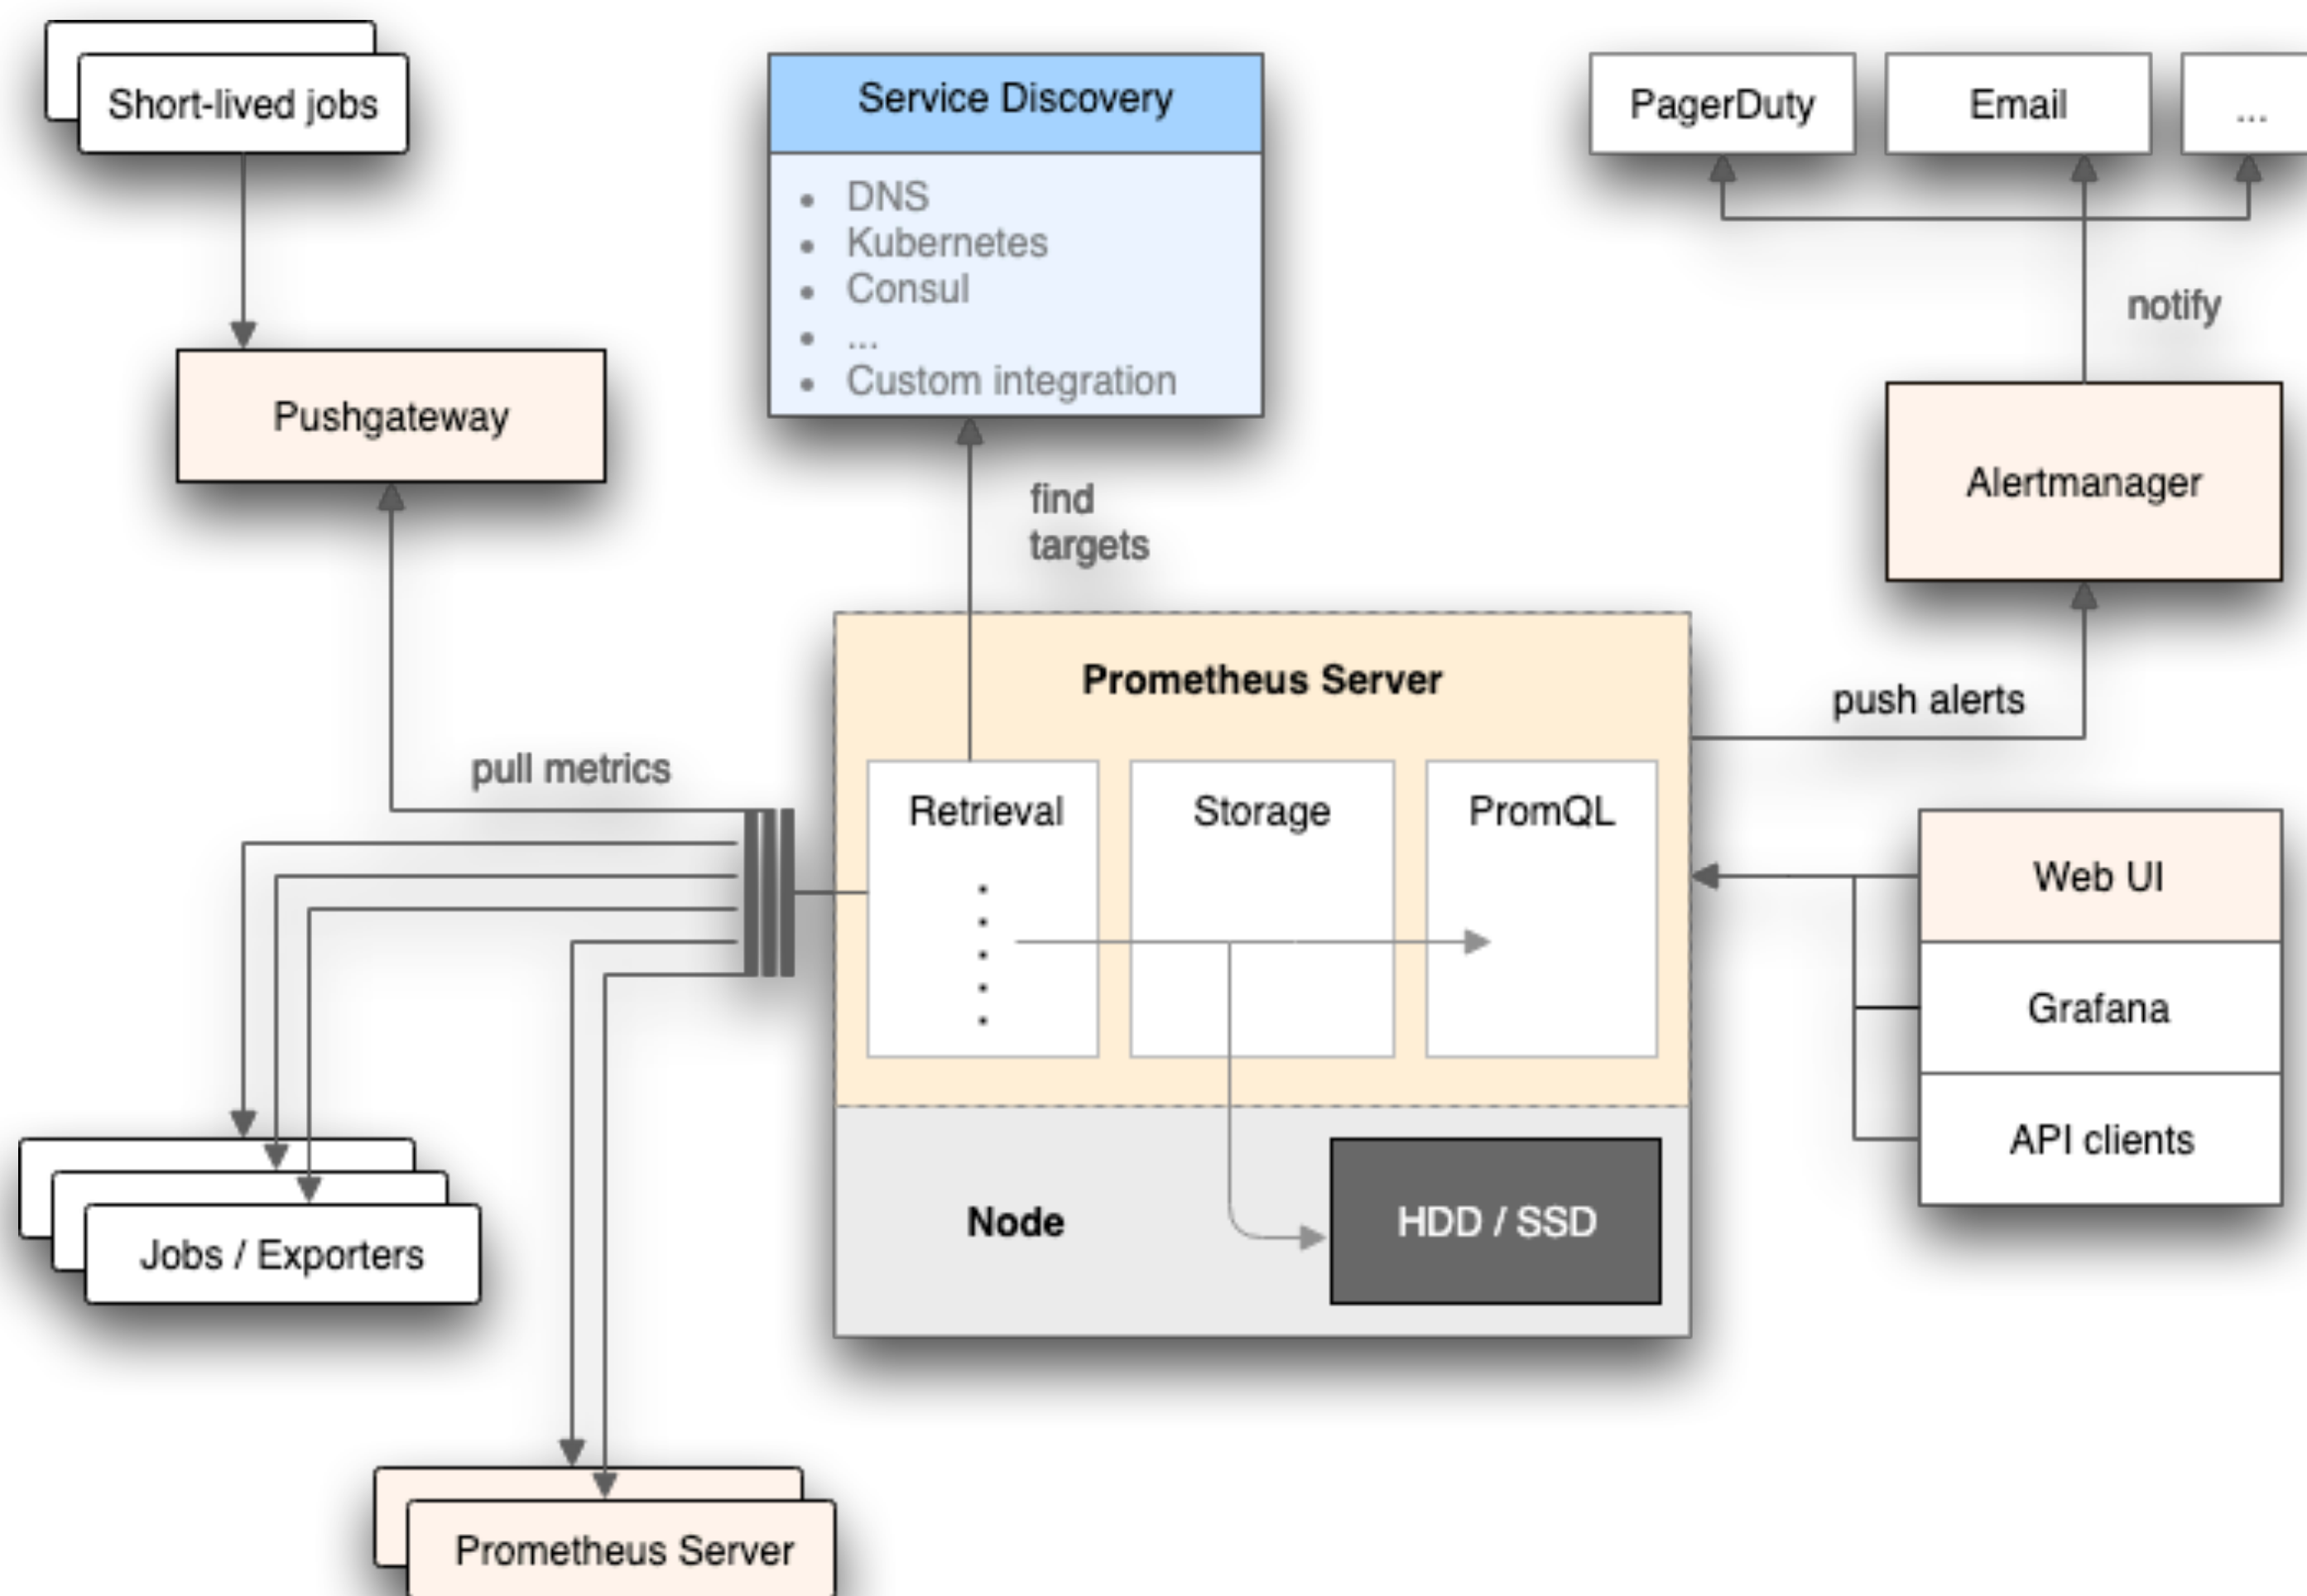 Short-lived jobs
Service Discovery
PagerDuty
Email
...
• DNS
• Kubernetes
• Consul
• ...
• Custom integration
notify
Pushgateway
find
targets
Alertmanager
Prometheus Server
push alerts
pull metrics
Retrieval
Storage
PromQL
Web UI
Grafana
API clients
Node
HDD / SSD
Jobs / Exporters
Prometheus Server